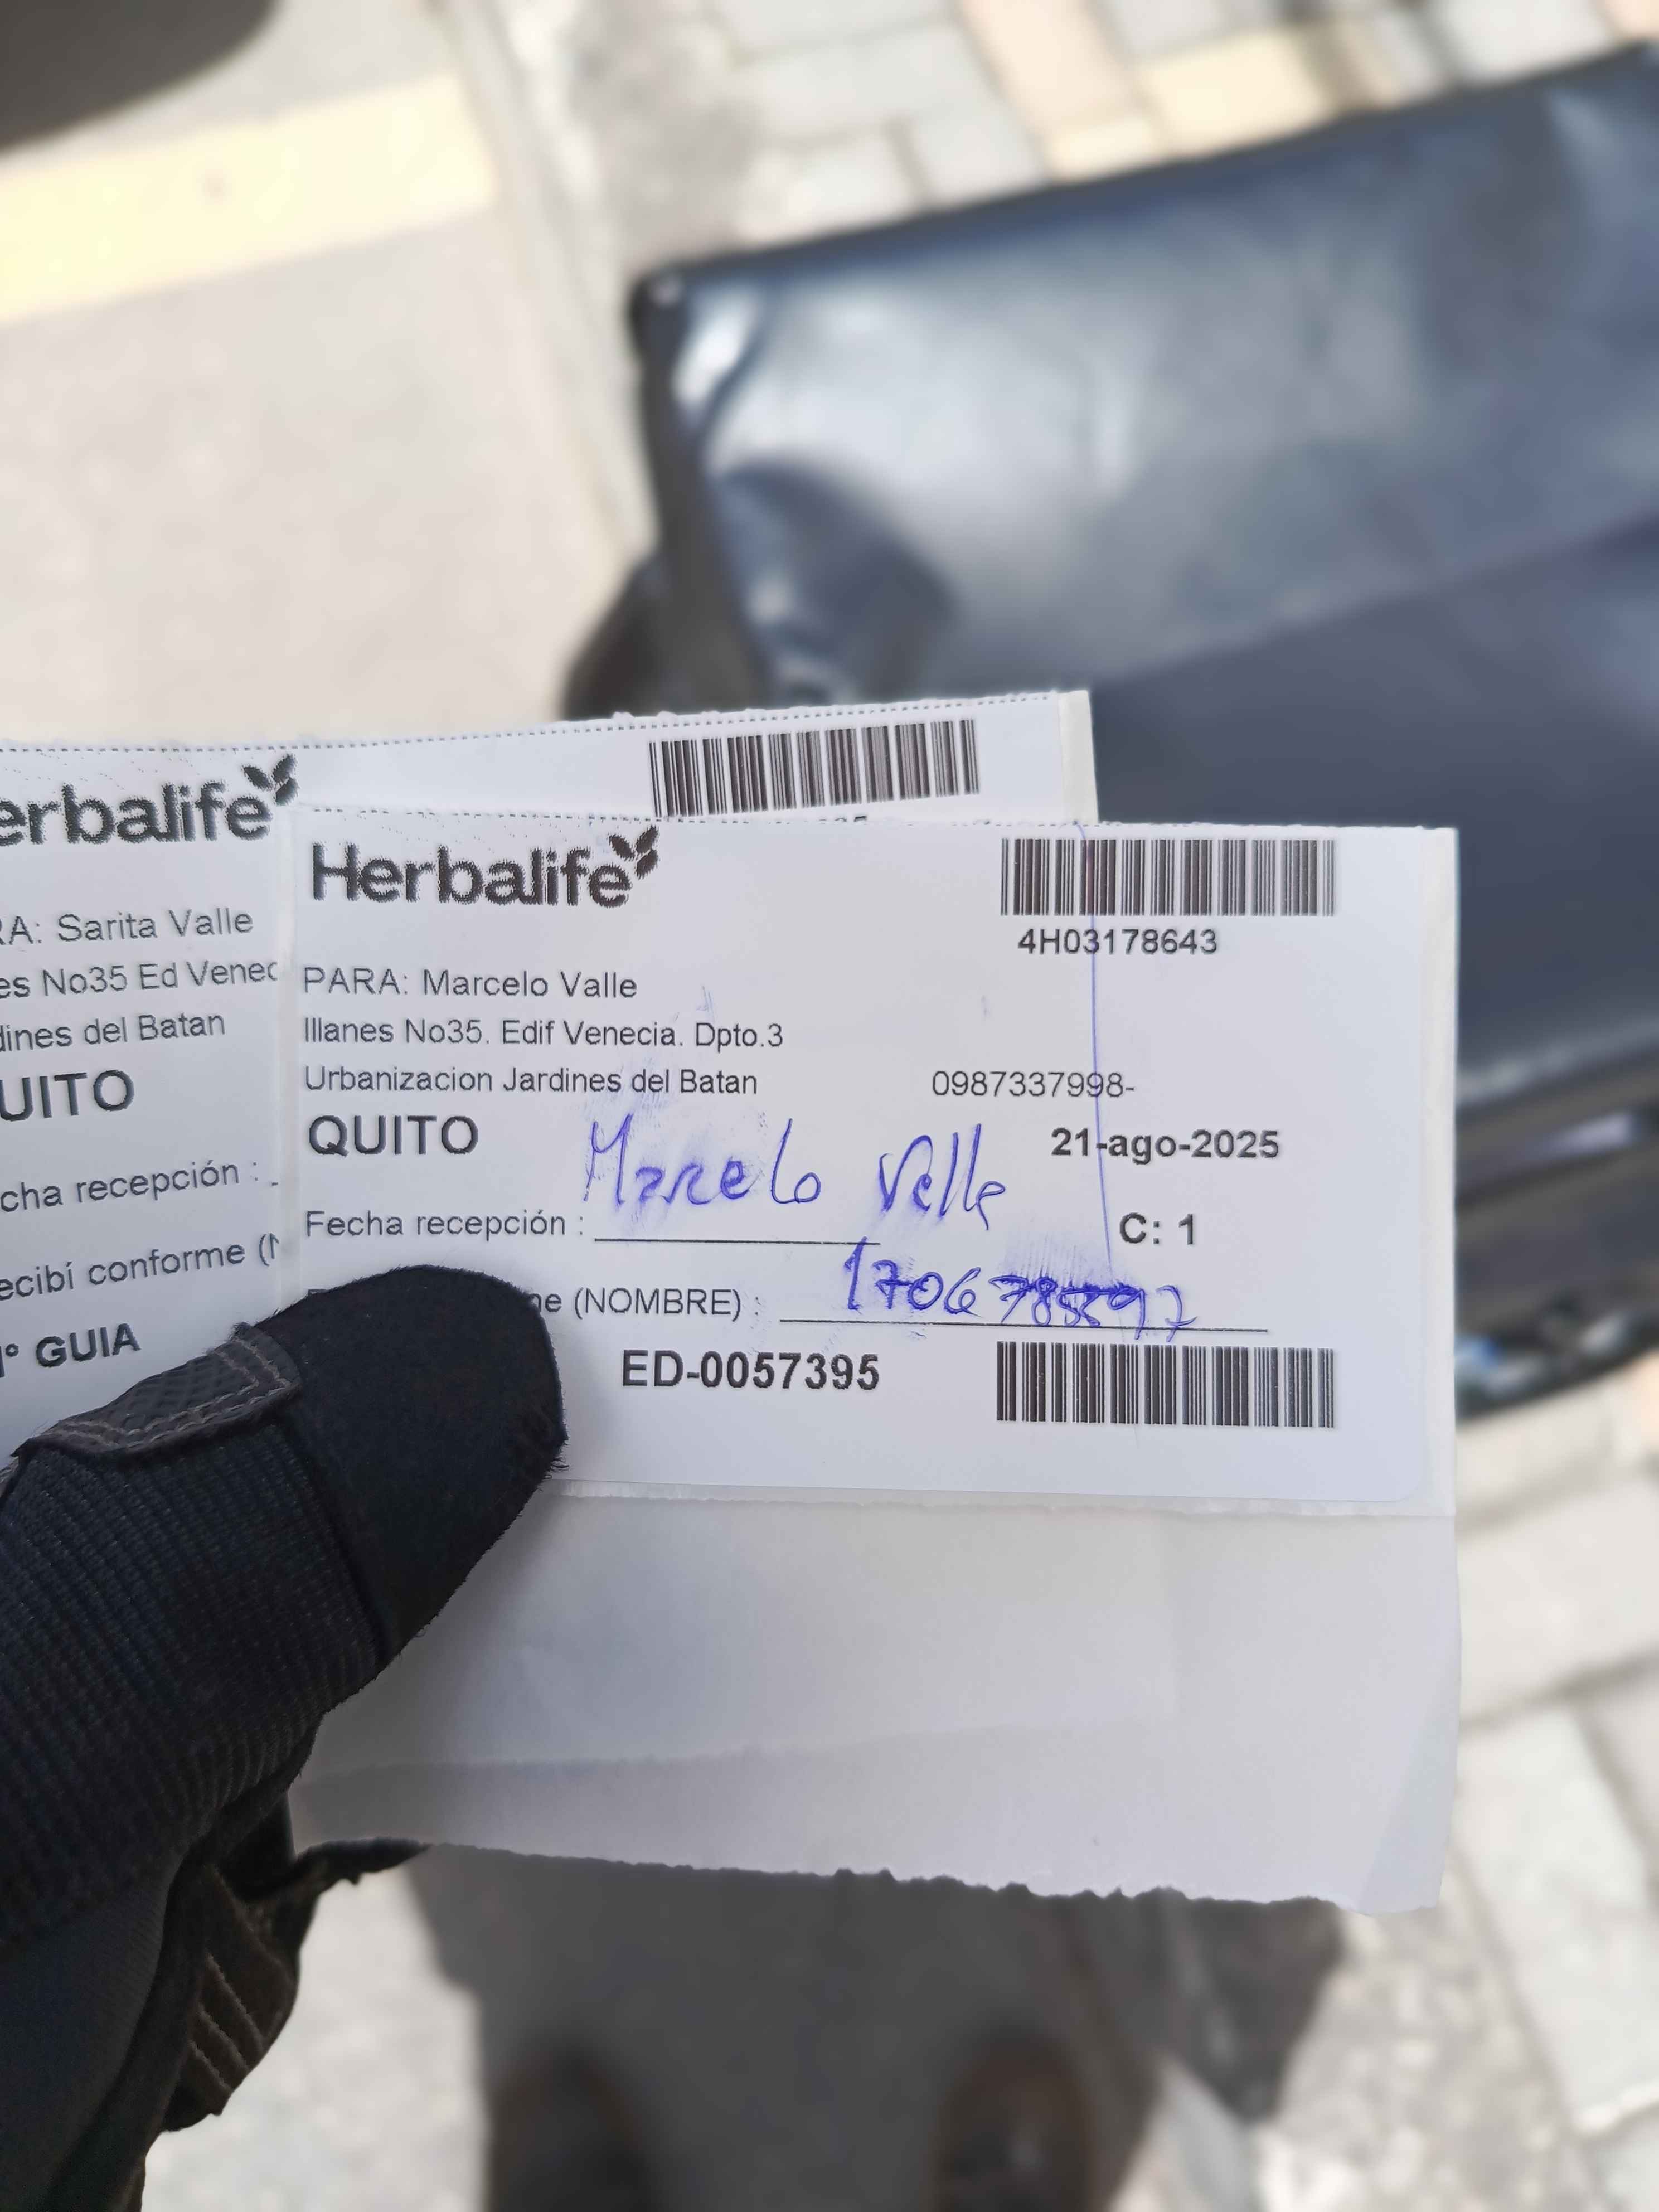 erbalife
RA: Sarita Valle
es No35 Ed Venec
dines del Batan
UITO
cha recepción :
ecibí conforme (N
N° GUIA
Herbalife
4H03178643
PARA: Marcelo Valle
Illanes No35. Edif Venecia. Dpto.3
Urbanizacion Jardines del Batan 0987337998-
QUITO 21-ago-2025
Marcelo Valle
Fecha recepción : C: 1
me (NOMBRE) :
ED-0057395